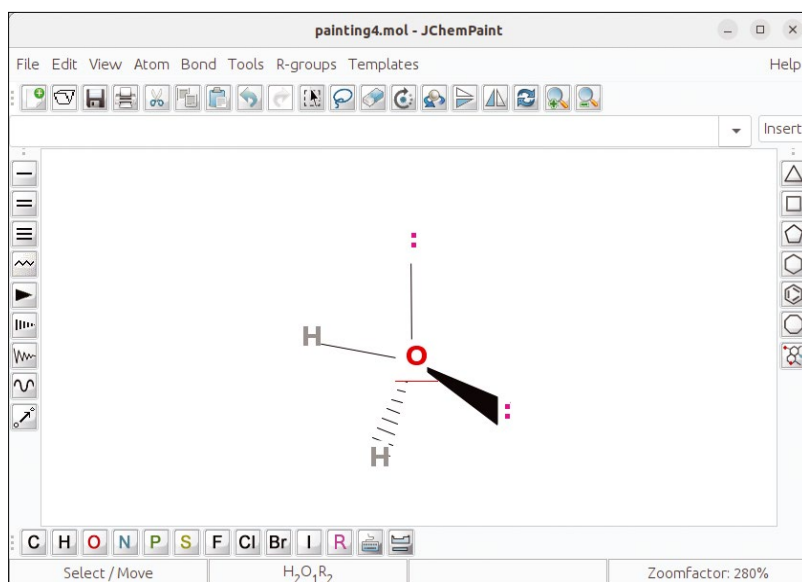 painting4.mol - JChemPaint
File Edit View Atom Bond Tools R-groups Templates Help
Insert
:
H
O
:
H
C H O N P S F Cl Br I R
Select / Move H₂O₁R₂ Zoomfactor: 280%